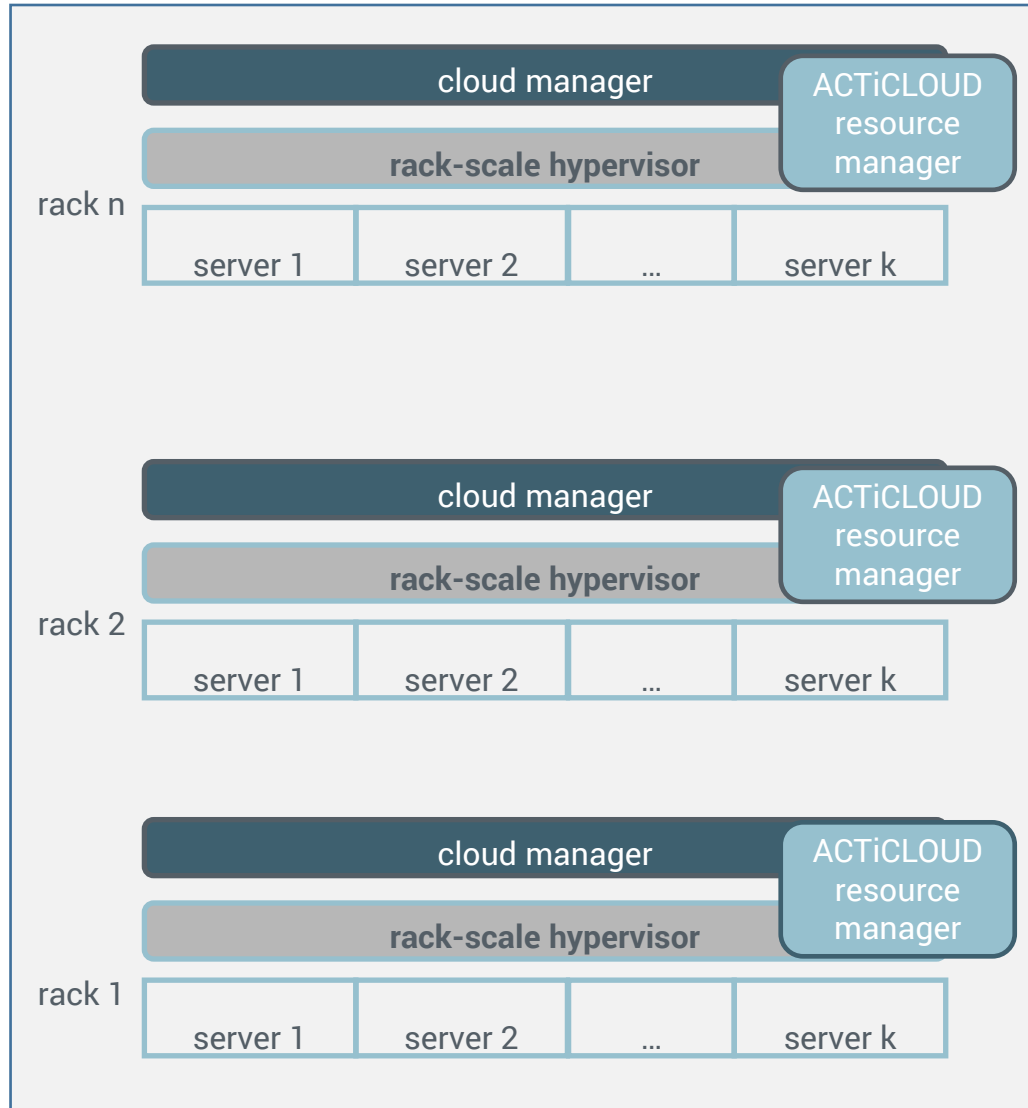 cloud manager
ACTiCLOUD
resource
manager
rack-scale hypervisor
rack n
server 1 server 2 ... server k
cloud manager
ACTiCLOUD
resource
manager
rack-scale hypervisor
rack 2
server 1 server 2 ... server k
cloud manager
ACTiCLOUD
resource
manager
rack-scale hypervisor
rack 1
server 1 server 2 ... server k